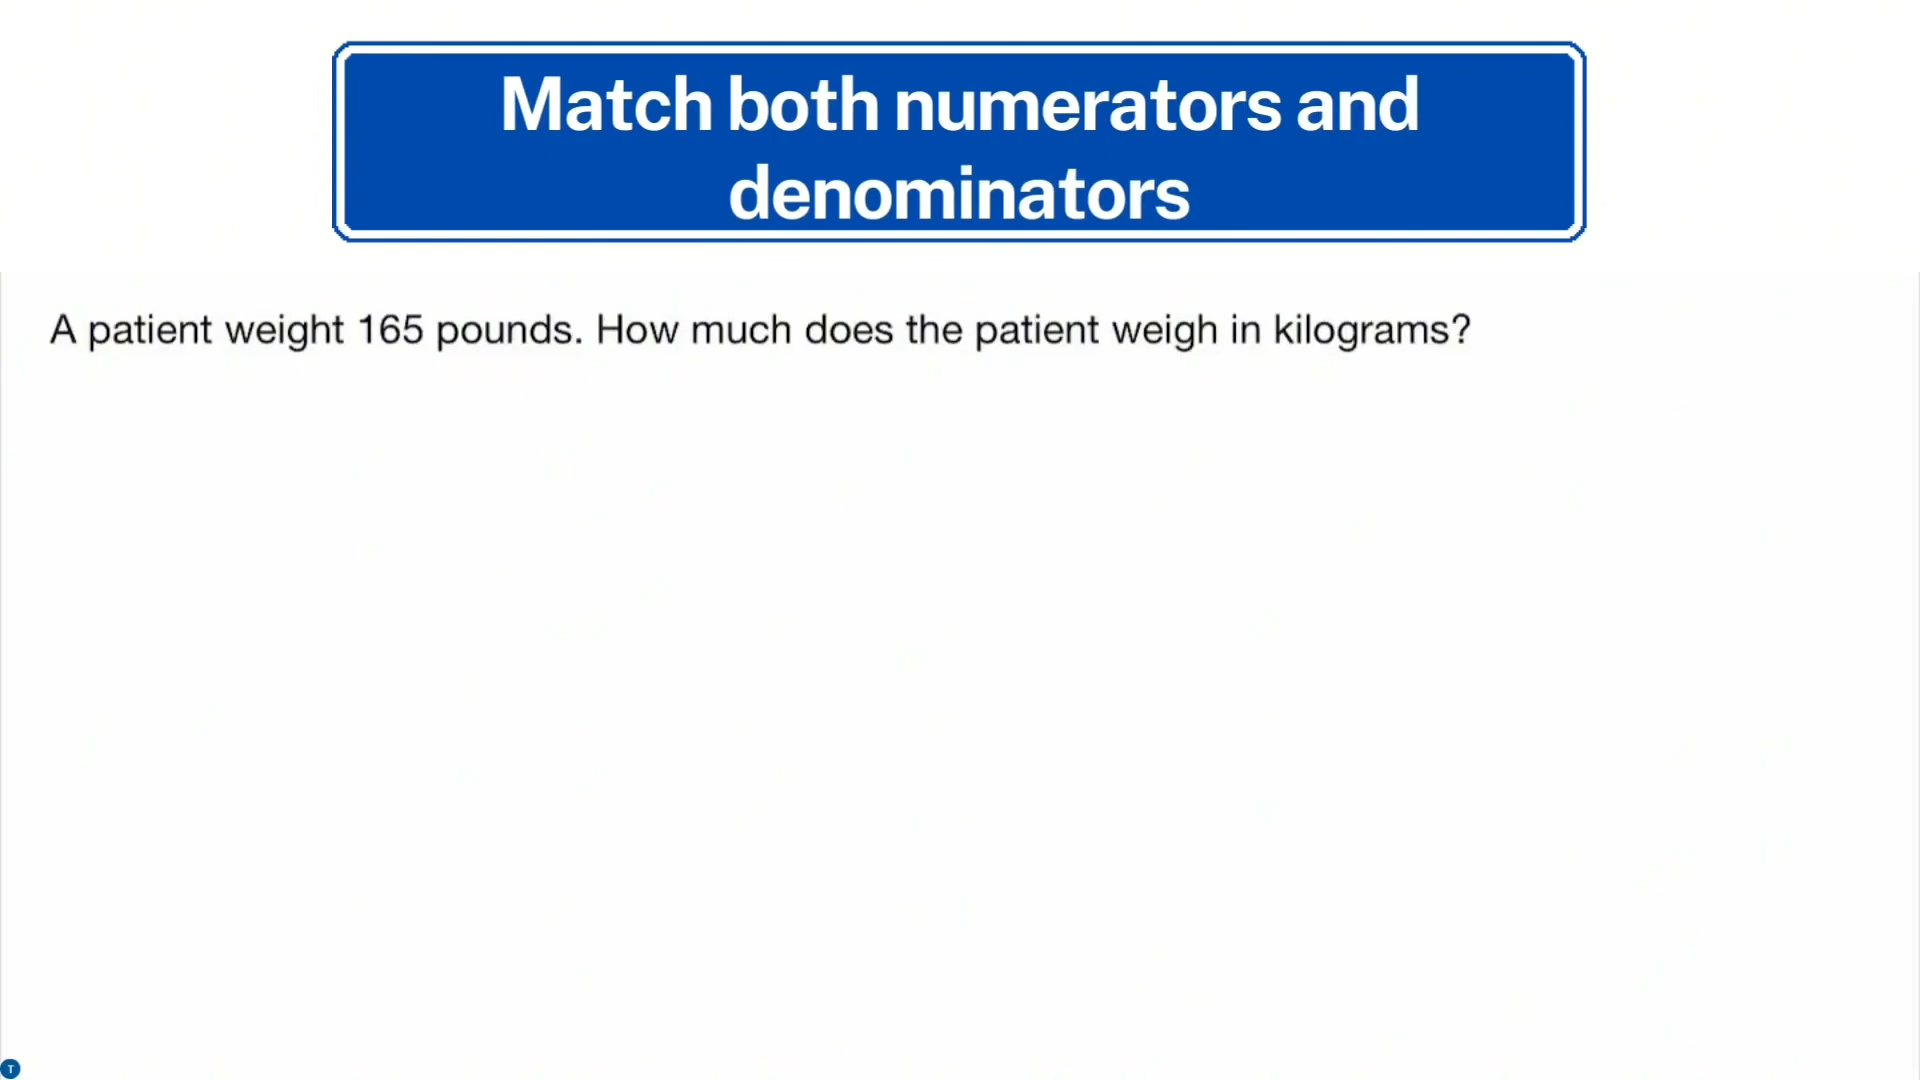 Match both numerators and
denominators
A patient weight 165 pounds. How much does the patient weigh in kilograms?
T